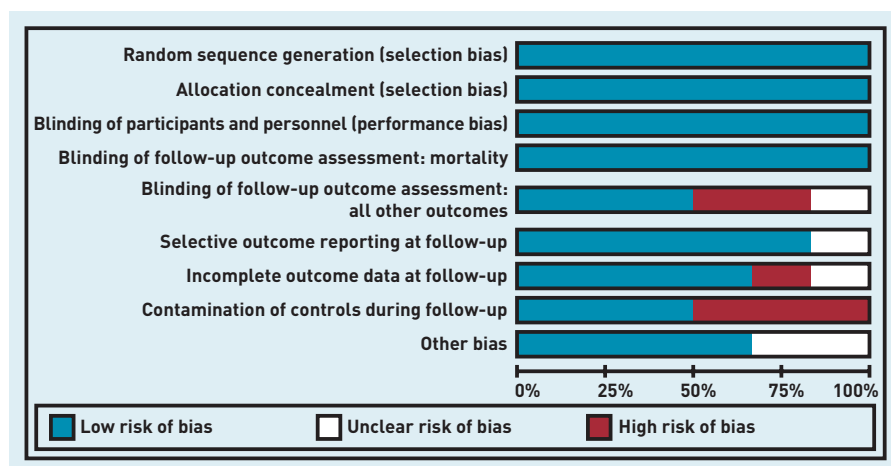 Random sequence generation (selection bias)
Allocation concealment (selection bias)
Blinding of participants and personnel (performance bias)
Blinding of follow-up outcome assessment: mortality
Blinding of follow-up outcome assessment:
all other outcomes
Selective outcome reporting at follow-up
Incomplete outcome data at follow-up
Contamination of controls during follow-up
Other bias
0% 25% 50% 75% 100%
Low risk of bias Unclear risk of bias High risk of bias